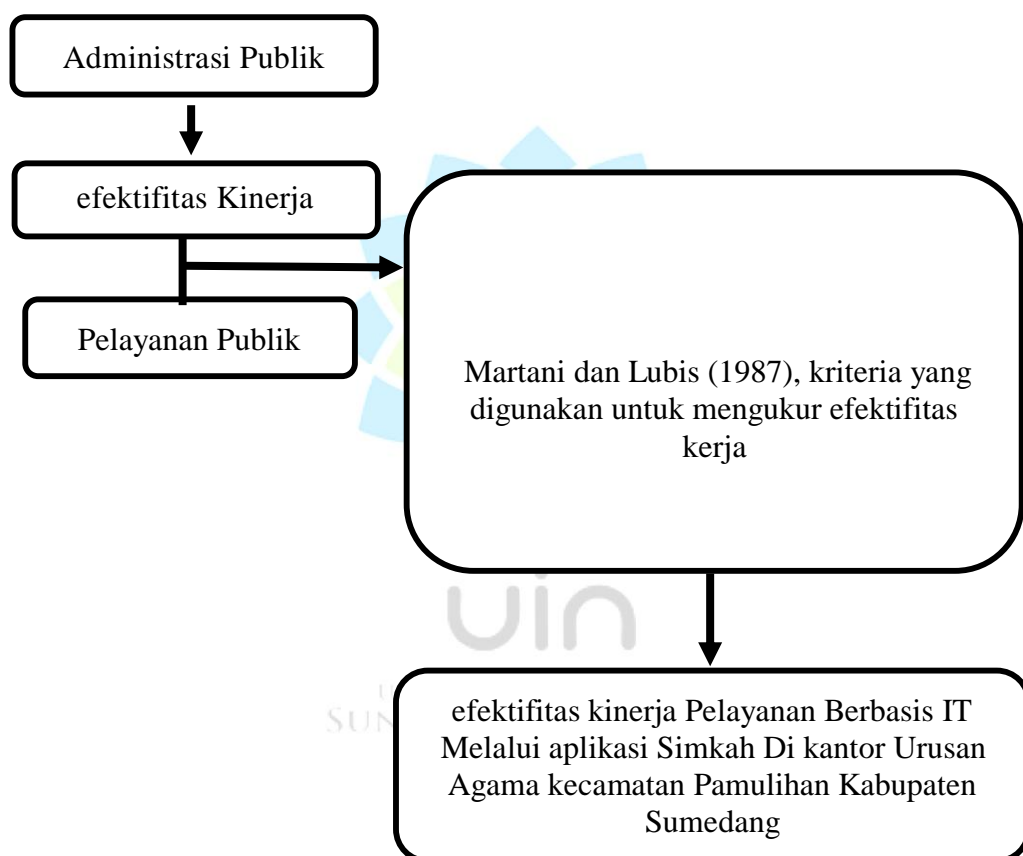 Administrasi Publik
efektifitas Kinerja
Pelayanan Publik
Martani dan Lubis (1987), kriteria yang
digunakan untuk mengukur efektifitas
kerja
uin
SUN
efektifitas kinerja Pelayanan Berbasis IT
Melalui aplikasi Simkah Di kantor Urusan
Agama kecamatan Pamulihan Kabupaten
Sumedang